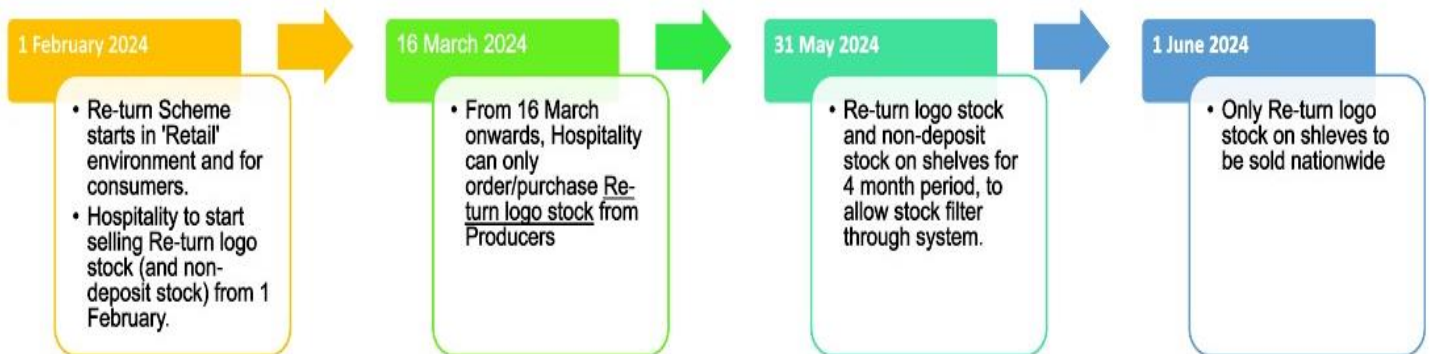 1 February 2024
• Re-turn Scheme
starts in 'Retail'
environment and for
consumers.
• Hospitality to start
selling Re-turn logo
stock (and non-
deposit stock) from 1
February.
16 March 2024
• From 16 March
onwards, Hospitality
can only
order/purchase Re-
turn logo stock from
Producers
31 May 2024
• Re-turn logo stock
and non-deposit
stock on shelves for
4 month period, to
allow stock filter
through system.
1 June 2024
• Only Re-turn logo
stock on shleves to
be sold nationwide